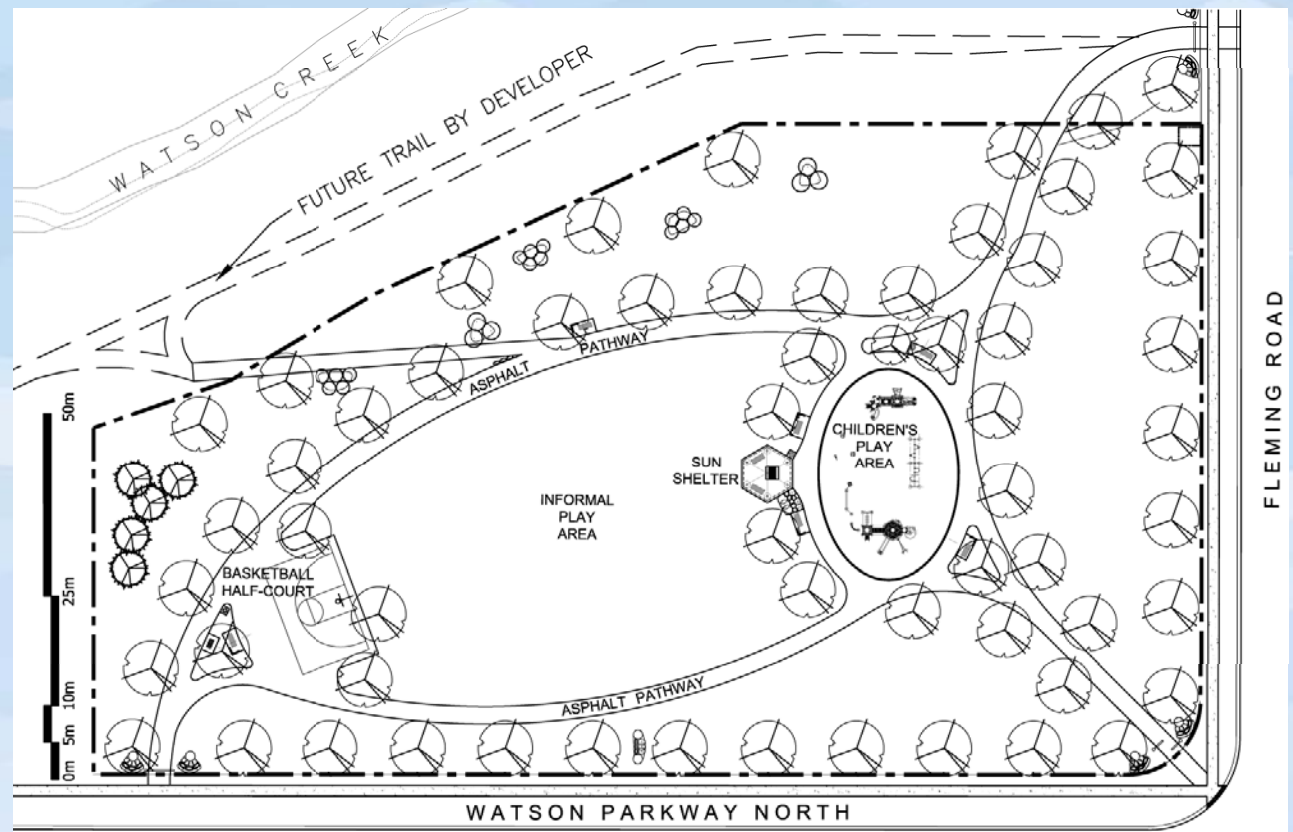 WATSON CREEK
FUTURE TRAIL BY DEVELOPER
ASPHALT PATHWAY
50m
25m
10m
5m
0m
CHILDREN'S
PLAY
AREA
SUN
SHELTER
INFORMAL
PLAY
AREA
BASKETBALL
HALF-COURT
ASPHALT PATHWAY
FLEMING ROAD
WATSON PARKWAY NORTH